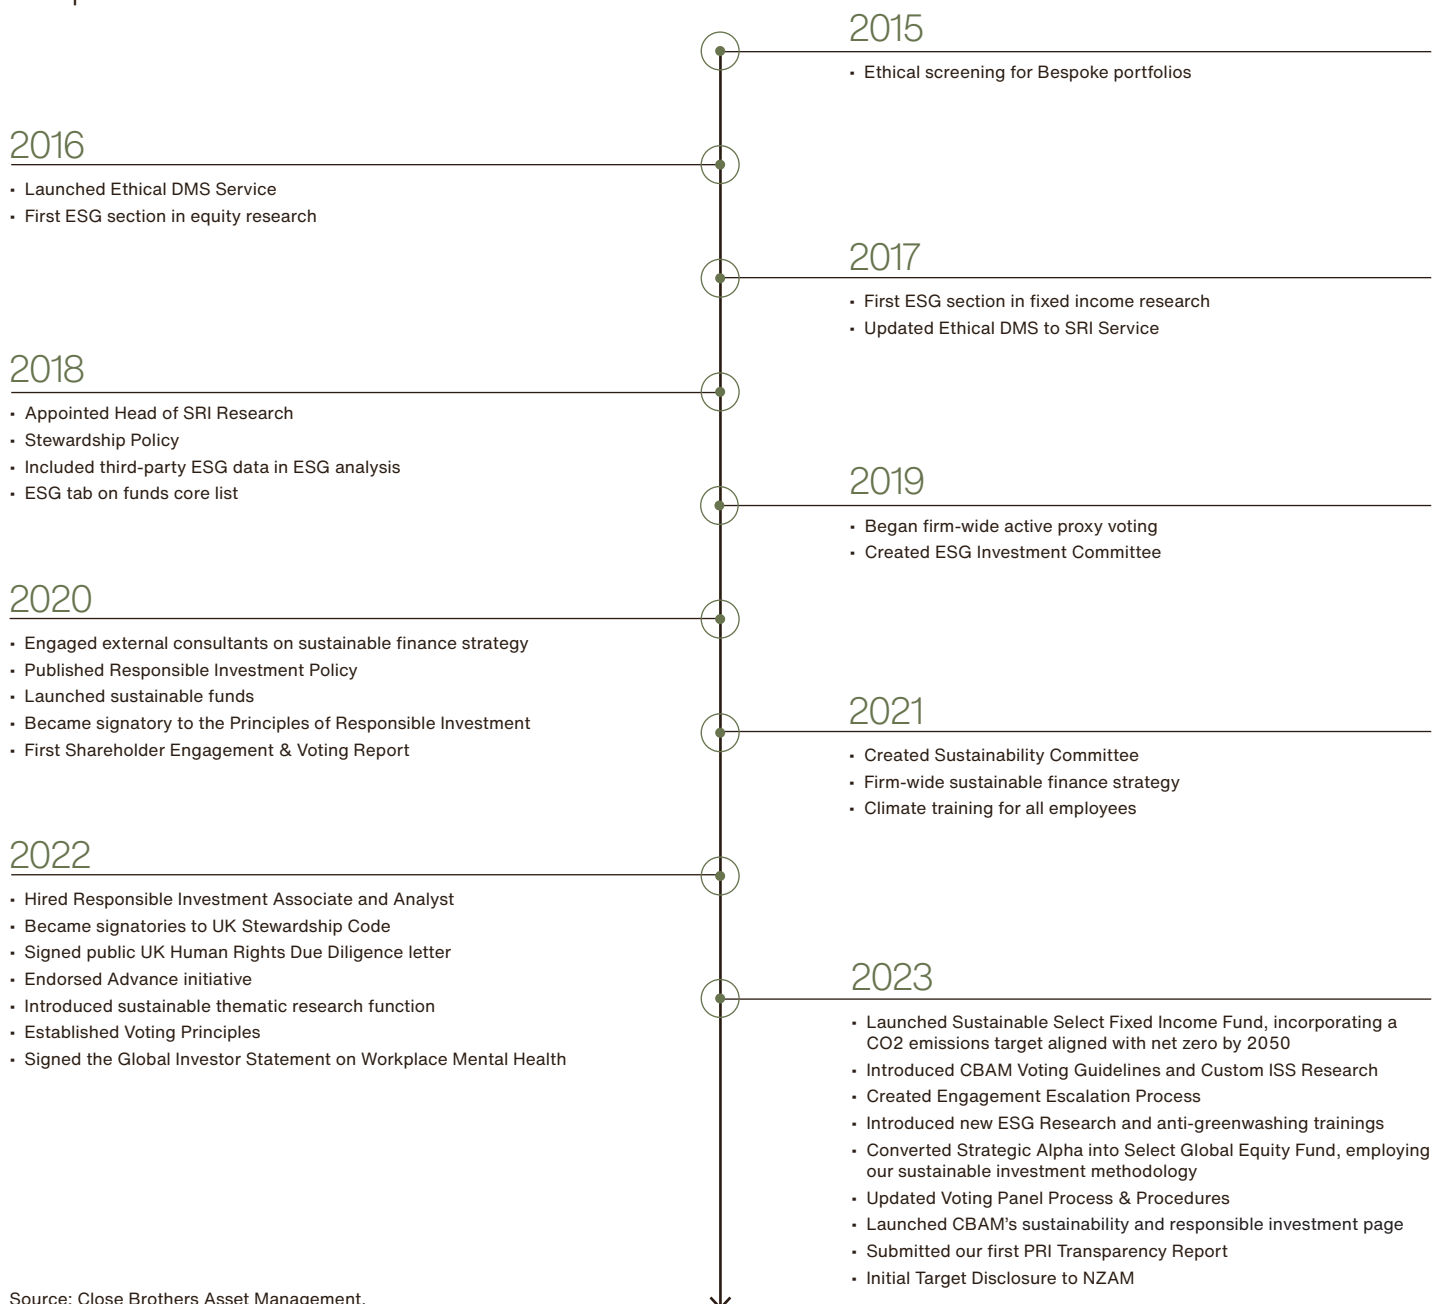 2015
▪ Ethical screening for Bespoke portfolios
2016
▪ Launched Ethical DMS Service
▪ First ESG section in equity research
2017
▪ First ESG section in fixed income research
▪ Updated Ethical DMS to SRI Service
2018
▪ Appointed Head of SRI Research
▪ Stewardship Policy
▪ Included third-party ESG data in ESG analysis
▪ ESG tab on funds core list
2019
▪ Began firm-wide active proxy voting
▪ Created ESG Investment Committee
2020
▪ Engaged external consultants on sustainable finance strategy
▪ Published Responsible Investment Policy
▪ Launched sustainable funds
▪ Became signatory to the Principles of Responsible Investment
▪ First Shareholder Engagement & Voting Report
2021
▪ Created Sustainability Committee
▪ Firm-wide sustainable finance strategy
▪ Climate training for all employees
2022
▪ Hired Responsible Investment Associate and Analyst
▪ Became signatories to UK Stewardship Code
▪ Signed public UK Human Rights Due Diligence letter
▪ Endorsed Advance initiative
▪ Introduced sustainable thematic research function
▪ Established Voting Principles
▪ Signed the Global Investor Statement on Workplace Mental Health
2023
▪ Launched Sustainable Select Fixed Income Fund, incorporating a
CO2 emissions target aligned with net zero by 2050
▪ Introduced CBAM Voting Guidelines and Custom ISS Research
▪ Created Engagement Escalation Process
▪ Introduced new ESG Research and anti-greenwashing trainings
▪ Converted Strategic Alpha into Select Global Equity Fund, employing
our sustainable investment methodology
▪ Updated Voting Panel Process & Procedures
▪ Launched CBAM’s sustainability and responsible investment page
▪ Submitted our first PRI Transparency Report
▪ Initial Target Disclosure to NZAM
Source: Close Brothers Asset Management.